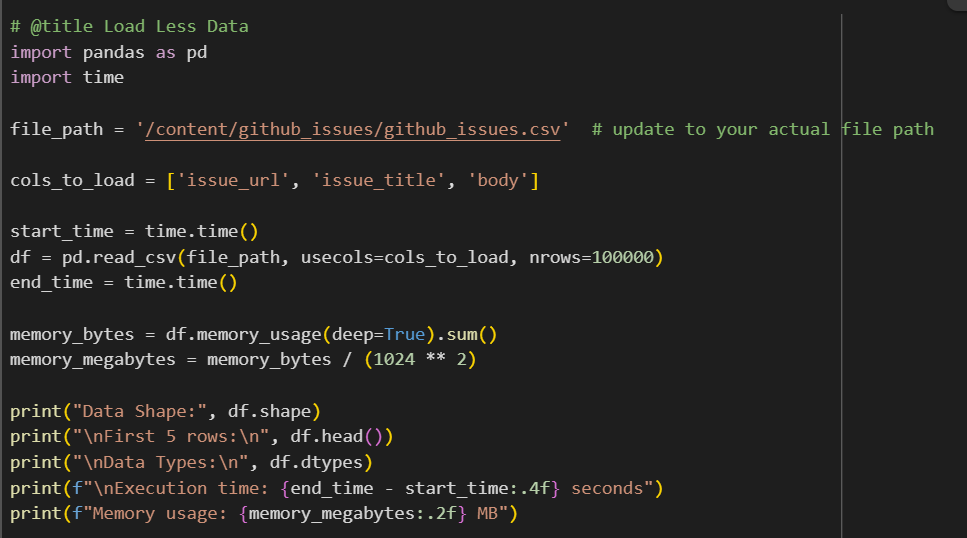 # @title Load Less Data
import pandas as pd
import time
file_path = '/content/github_issues/github_issues.csv'  # update to your actual file path
cols_to_load = ['issue_url', 'issue_title', 'body']
start_time = time.time()
df = pd.read_csv(file_path, usecols=cols_to_load, nrows=100000)
end_time = time.time()
memory_bytes = df.memory_usage(deep=True).sum()
memory_megabytes = memory_bytes / (1024 ** 2)
print("Data Shape:", df.shape)
print("\nFirst 5 rows:\n", df.head())
print("\nData Types:\n", df.dtypes)
print(f"\nExecution time: {end_time - start_time:.4f} seconds")
print(f"Memory usage: {memory_megabytes:.2f} MB")